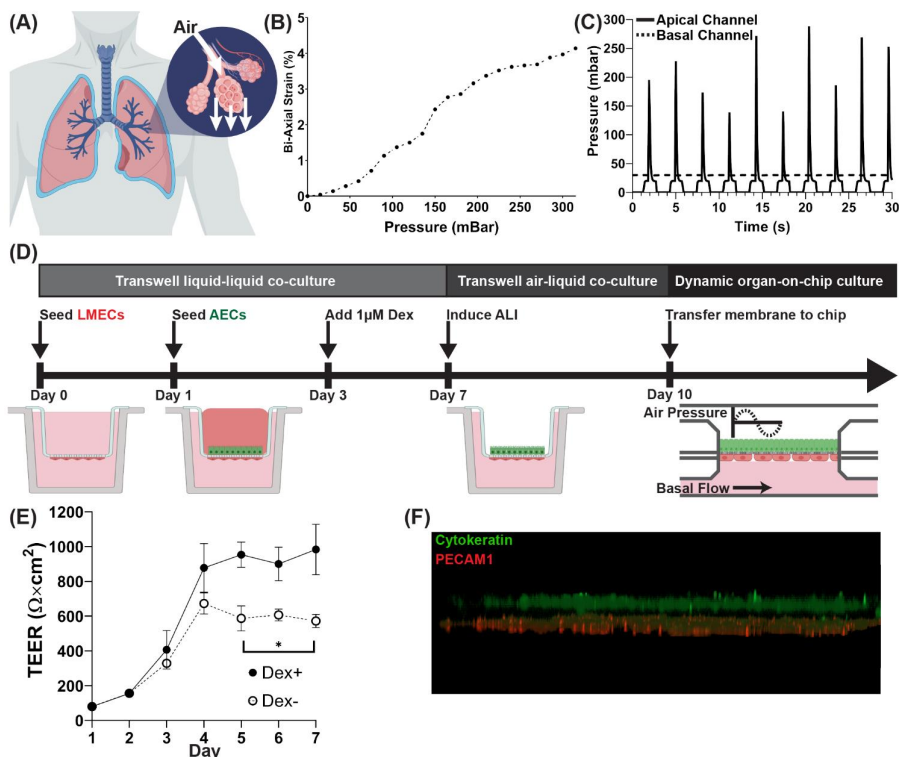 (A)
Air
(B)
Bi-Axial Strain (%)
5
4
3
2
1
0
0
50
100
150
200
250
300
Pressure (mBar)
(C)
Apical Channel
Basal Channel
Pressure (mbar)
300
250
200
150
100
50
0
0
5
10
15
20
25
30
Time (s)
(D)
Transwell liquid-liquid co-culture
Transwell air-liquid co-culture
Dynamic organ-on-chip culture
Seed LMECs
Seed AECs
Add 1µM Dex
Induce ALI
Transfer membrane to chip
Day 0
Day 1
Day 3
Day 7
Day 10
Air Pressure
Basal Flow
(E)
TEER (Ω×cm²)
1200
1000
800
600
400
200
0
*
Dex+
Dex-
1
2
3
4
5
6
7
Day
(F)
Cytokeratin
PECAM1